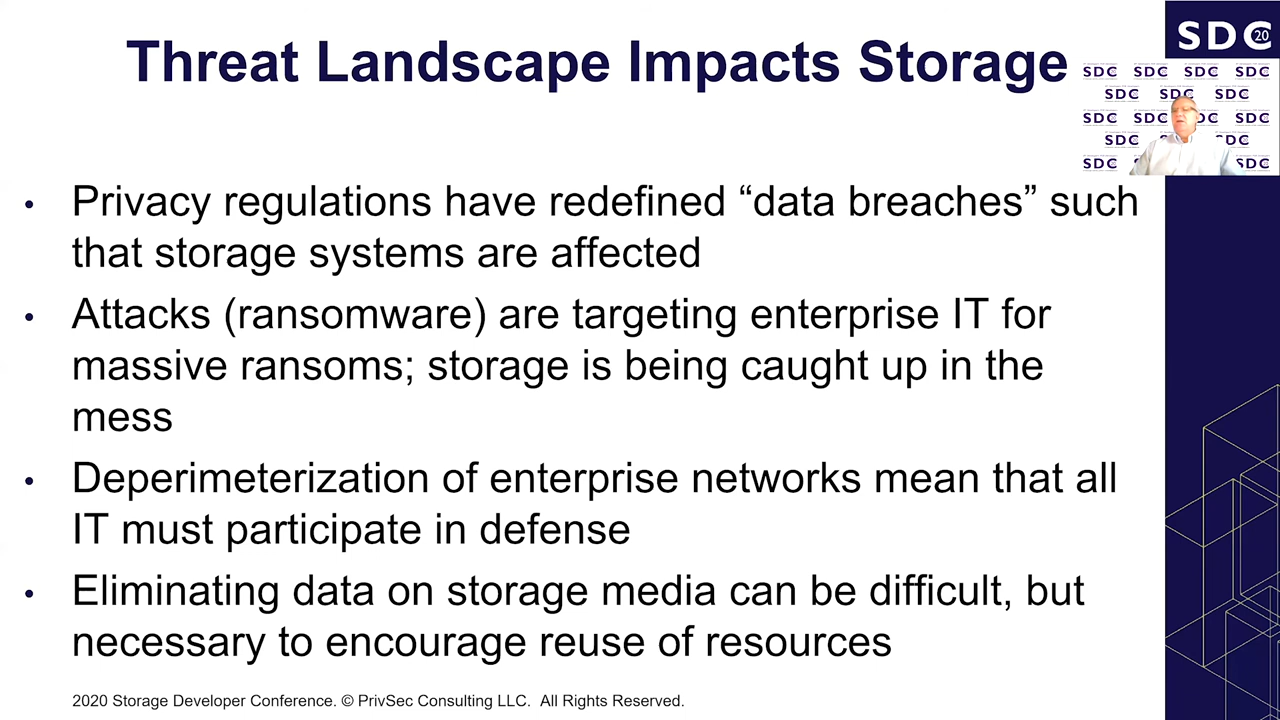 Threat Landscape Impacts Storage
SDC 20
SDC SDC SDC SDC
SDC SDC SDC
SDC SDC DC SDC
SDC DC
SDC SDC
• Privacy regulations have redefined “data breaches” such
that storage systems are affected
• Attacks (ransomware) are targeting enterprise IT for
massive ransoms; storage is being caught up in the
mess
• Deperimeterization of enterprise networks mean that all
IT must participate in defense
• Eliminating data on storage media can be difficult, but
necessary to encourage reuse of resources
2020 Storage Developer Conference. © PrivSec Consulting LLC. All Rights Reserved.